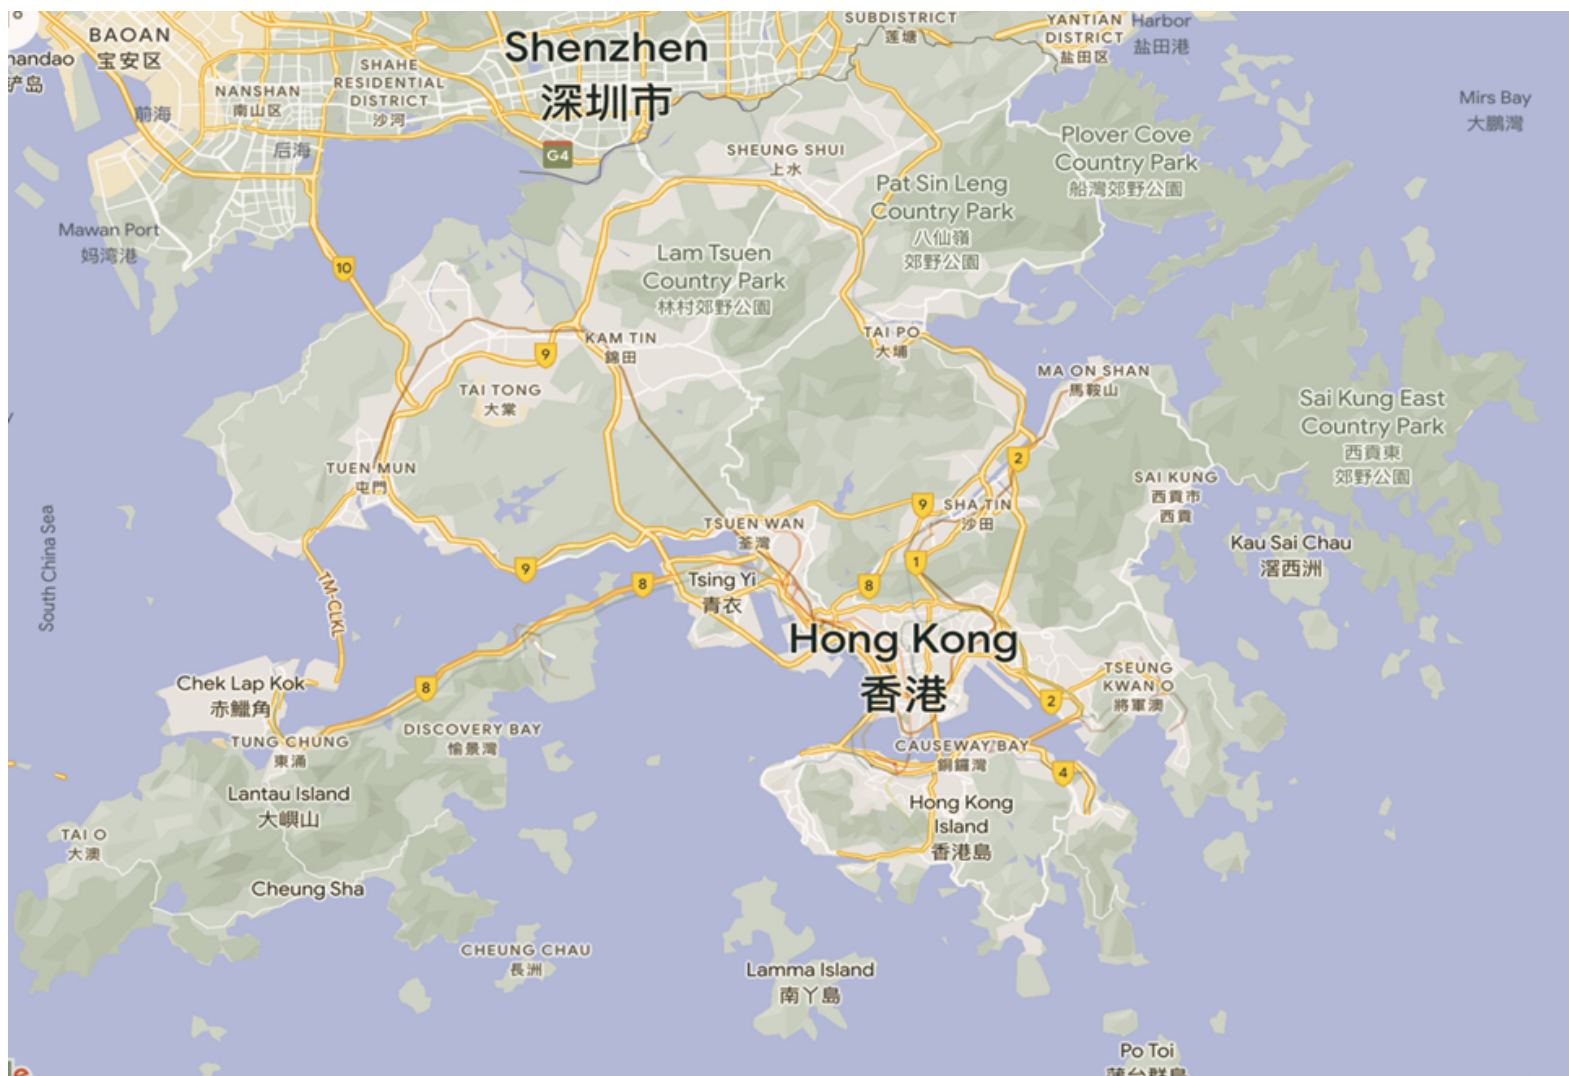 8
BAOAN
宝安区
nandao
铲岛
SHAHE
RESIDENTIAL
DISTRICT
沙河
NANSHAN
南山区
前海
后海
Shenzhen
深圳市
G4
SUBDISTRICT
莲塘
YANTIAN
DISTRICT
盐田区
Harbor
盐田港
Mirs Bay
大鵬灣
Mawan Port
妈湾港
10
SHEUNG SHUI
上水
Plover Cove
Country Park
船灣郊野公園
Pat Sin Leng
Country Park
八仙嶺
郊野公園
Lam Tsuen
Country Park
林村郊野公園
KAM TIN
錦田
9
TAI TONG
大棠
TAI PO
大埔
MA ON SHAN
馬鞍山
Sai Kung East
Country Park
西貢東
郊野公園
2
TUEN MUN
屯門
SAI KUNG
西貢市
西貢
9
SHA TIN
沙田
TSUEN WAN
荃灣
Kau Sai Chau
滘西洲
South China Sea
TM-CLKL
9
8
Tsing Yi
青衣
8
1
Hong Kong
香港
Chek Lap Kok
赤鱲角
8
TSEUNG
KWAN O
將軍澳
2
TUNG CHUNG
東涌
DISCOVERY BAY
愉景灣
CAUSEWAY BAY
銅鑼灣
4
Lantau Island
大嶼山
Hong Kong
Island
香港島
TAI O
大澳
Cheung Sha
CHEUNG CHAU
長洲
Lamma Island
南丫島
Po Toi
蒲台群島
le